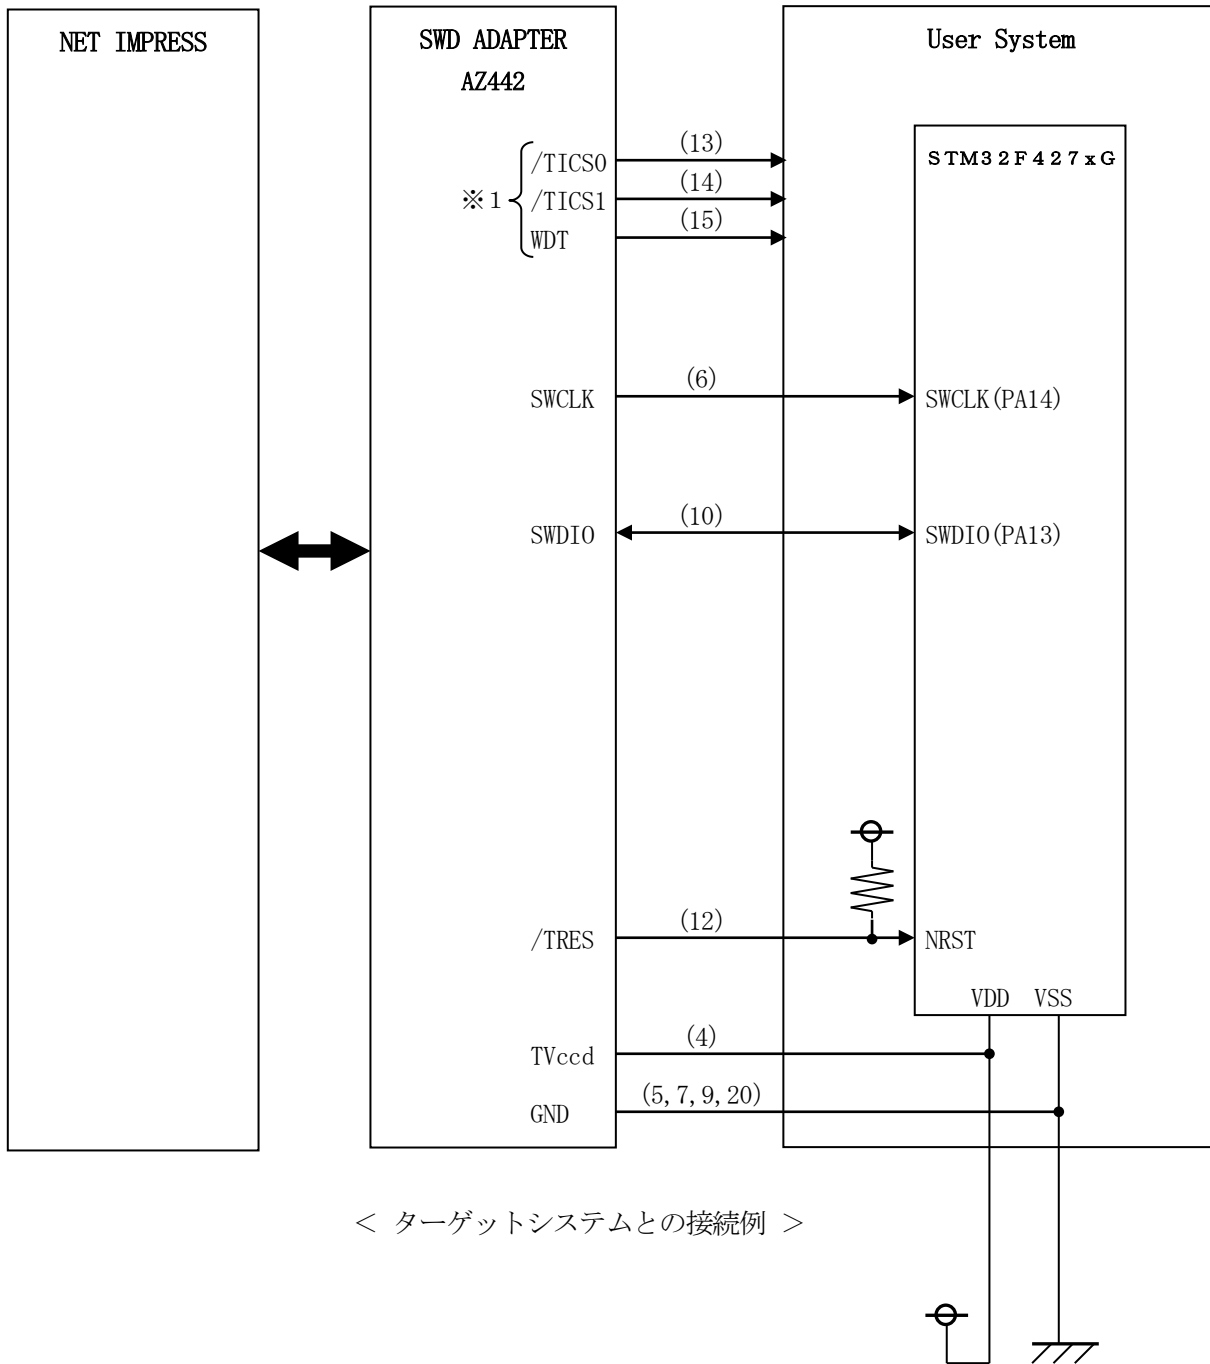 NET IMPRESS
SWD ADAPTER
AZ442
User System
STM32F427xG
※1
/TICS0
(13)
/TICS1
(14)
WDT
(15)
SWCLK
(6)
SWCLK(PA14)
SWDIO
(10)
SWDIO(PA13)
/TRES
(12)
NRST
VDD VSS
TVccd
(4)
GND
(5,7,9,20)
< ターゲットシステムとの接続例 >